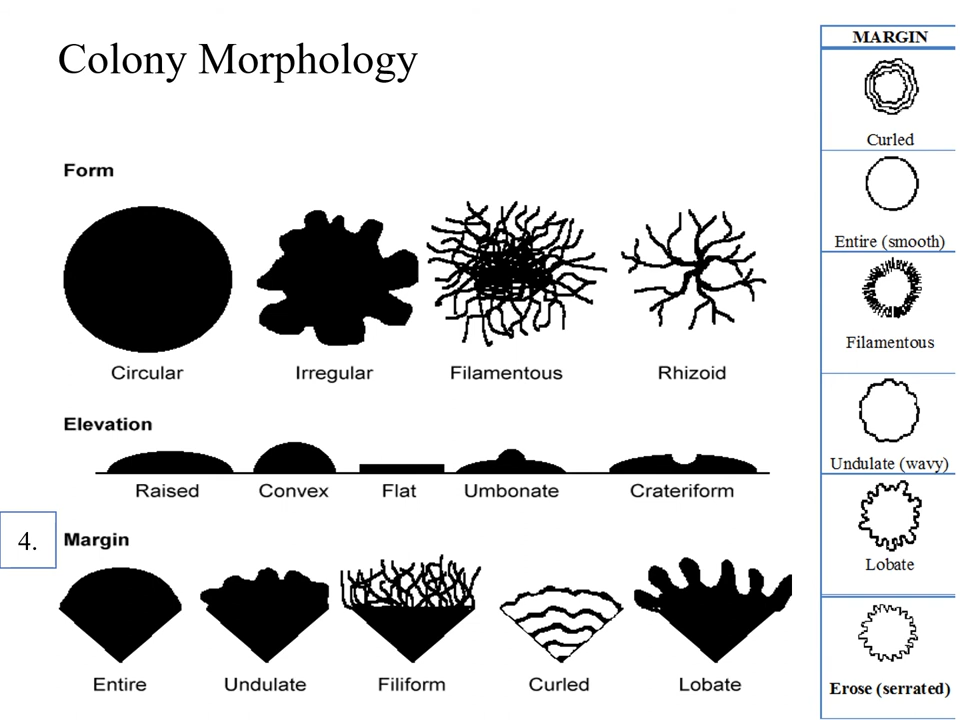 Colony Morphology
Form
Circular Irregular Filamentous Rhizoid
Elevation
Raised Convex Flat Umbonate Crateriform
4.
Margin
Entire Undulate Filiform Curled Lobate
MARGIN
Curled
Entire (smooth)
Filamentous
Undulate (wavy)
Lobate
Erose (serrated)